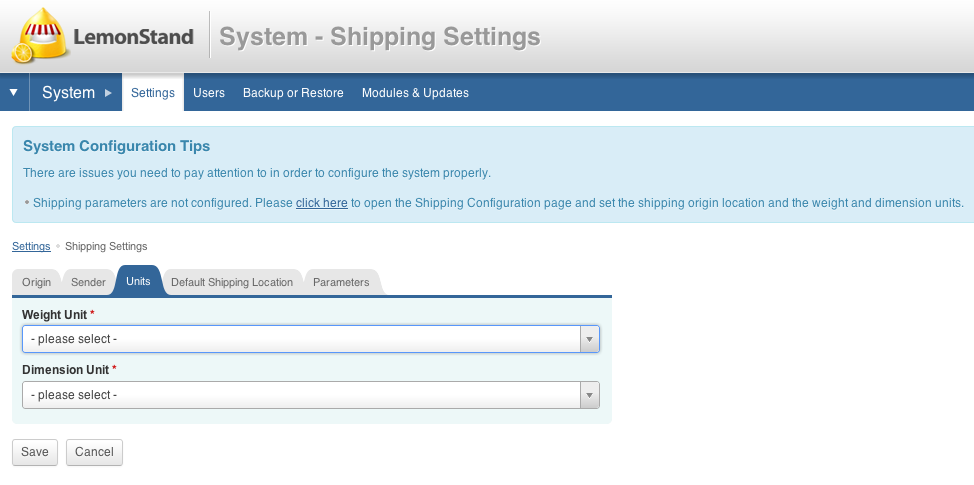 LemonStand
System - Shipping Settings
System
Settings
Users
Backup or Restore
Modules & Updates
System Configuration Tips
There are issues you need to pay attention to in order to configure the system properly.
• Shipping parameters are not configured. Please click here to open the Shipping Configuration page and set the shipping origin location and the weight and dimension units.
Settings • Shipping Settings
Origin
Sender
Units
Default Shipping Location
Parameters
Weight Unit *
- please select -
Dimension Unit *
- please select -
Save
Cancel